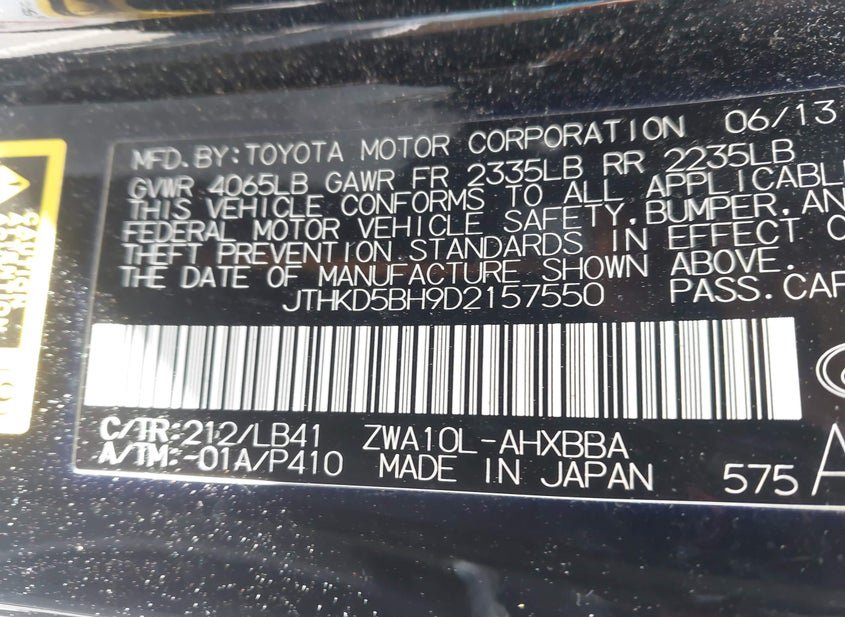 MFD. BY: TOYOTA MOTOR CORPORATION 06/13
GVWR 4065LB GAWR FR 2335LB RR 2235LB
THIS VEHICLE CONFORMS TO ALL APPLICABL
FEDERAL MOTOR VEHICLE SAFETY, BUMPER, AN
THEFT PREVENTION STANDARDS IN EFFECT
THE DATE OF MANUFACTURE SHOWN ABOVE.
JTHKD5BH9D2157550 PASS. CAR
C/TR: 212/LB41 ZWA10L-AHXBBA
A/TM: -01A/P410 MADE IN JAPAN 575